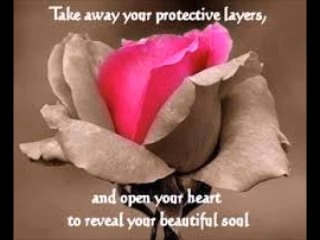 Take away your protective layers,
and open your heart
to reveal your beautiful soul